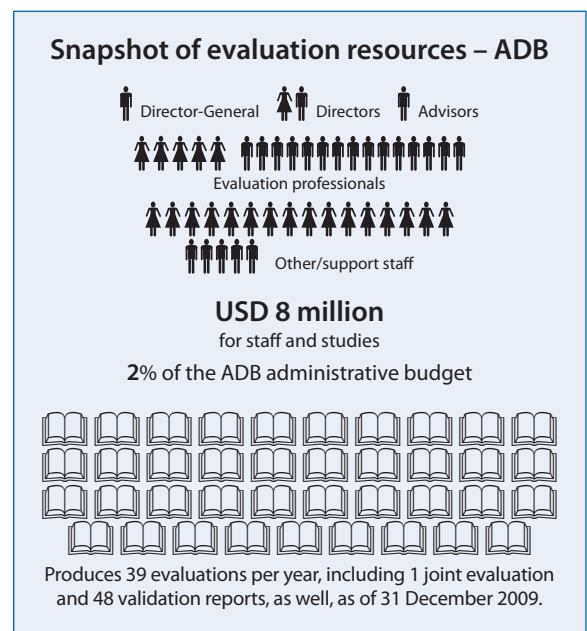 Snapshot of evaluation resources – ADB
Director-General Directors Advisors
Evaluation professionals
Other/support staff
USD 8 million
for staff and studies
2% of the ADB administrative budget
Produces 39 evaluations per year, including 1 joint evaluation
and 48 validation reports, as well, as of 31 December 2009.